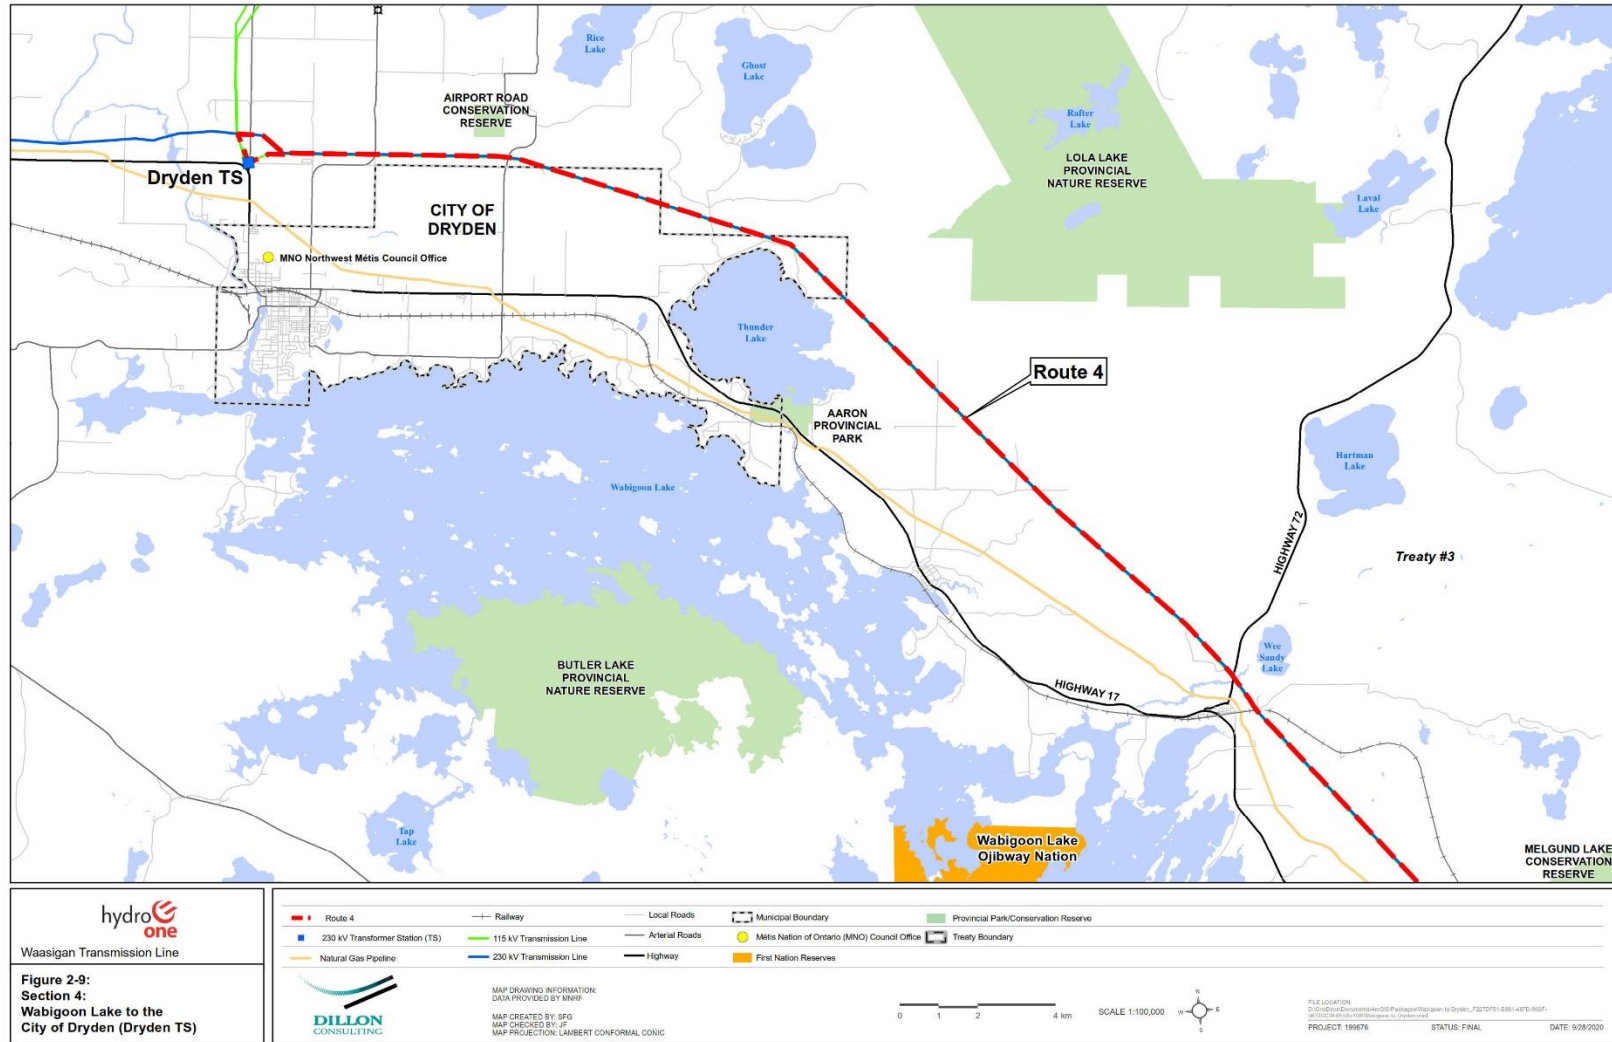 Rice
Lake
Ghost
Lake
AIRPORT ROAD
CONSERVATION
RESERVE
Rafter
Lake
LOLA LAKE
PROVINCIAL
NATURE RESERVE
Dryden TS
CITY OF
DRYDEN
Laval
Lake
MNO Northwest Métis Council Office
Thunder
Lake
Route 4
AARON
PROVINCIAL
PARK
Hartman
Lake
Wabigoon Lake
HIGHWAY 72
Treaty #3
Wee
Sandy
Lake
BUTLER LAKE
PROVINCIAL
NATURE RESERVE
HIGHWAY 17
Tap
Lake
Wabigoon Lake
Ojibway Nation
MELGUND LAKE
CONSERVATION
RESERVE
hydro
one
Waasigan Transmission Line
Figure 2-9:
Section 4:
Wabigoon Lake to the
City of Dryden (Dryden TS)
Route 4
Railway
Local Roads
Municipal Boundary
Provincial Park/Conservation Reserve
230 kV Transformer Station (TS)
115 kV Transmission Line
Arterial Roads
Métis Nation of Ontario (MNO) Council Office
Treaty Boundary
Natural Gas Pipeline
230 kV Transmission Line
Highway
First Nation Reserves
DILLON
CONSULTING
MAP DRAWING INFORMATION:
DATA PROVIDED BY MNRF
MAP CREATED BY: SFG
MAP CHECKED BY: JF
MAP PROJECTION: LAMBERT CONFORMAL CONIC
0 1 2 4 km
SCALE 1:100,000
N
W E
S
FILE LOCATION:
PROJECT: 199676
STATUS: FINAL
DATE: 9/28/2020